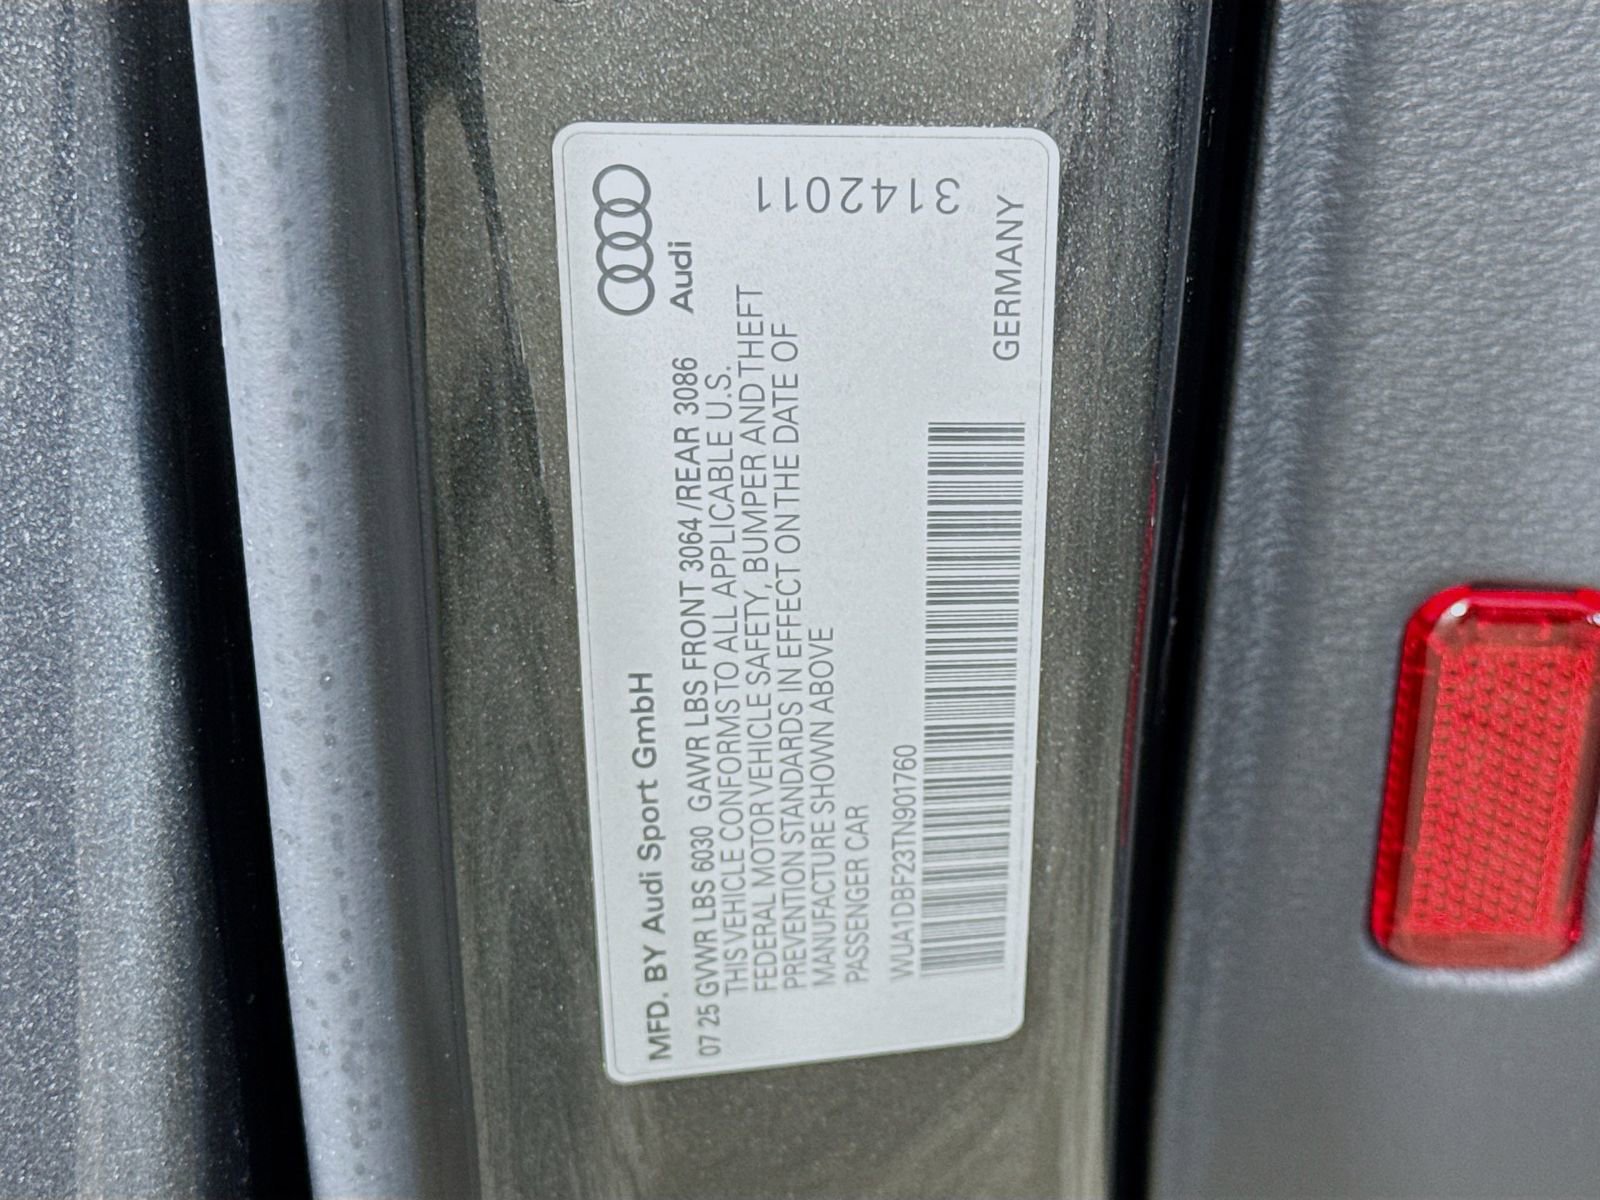 MFD. BY Audi Sport GmbH
Audi
07 25 GVWR LBS 6030 GAWR LBS FRONT 3064 /REAR 3086
THIS VEHICLE CONFORMS TO ALL APPLICABLE U.S.
FEDERAL MOTOR VEHICLE SAFETY, BUMPER AND THEFT
PREVENTION STANDARDS IN EFFECT ON THE DATE OF
MANUFACTURE SHOWN ABOVE
PASSENGER CAR
WUA1DBF23TN901760
GERMANY
3142011